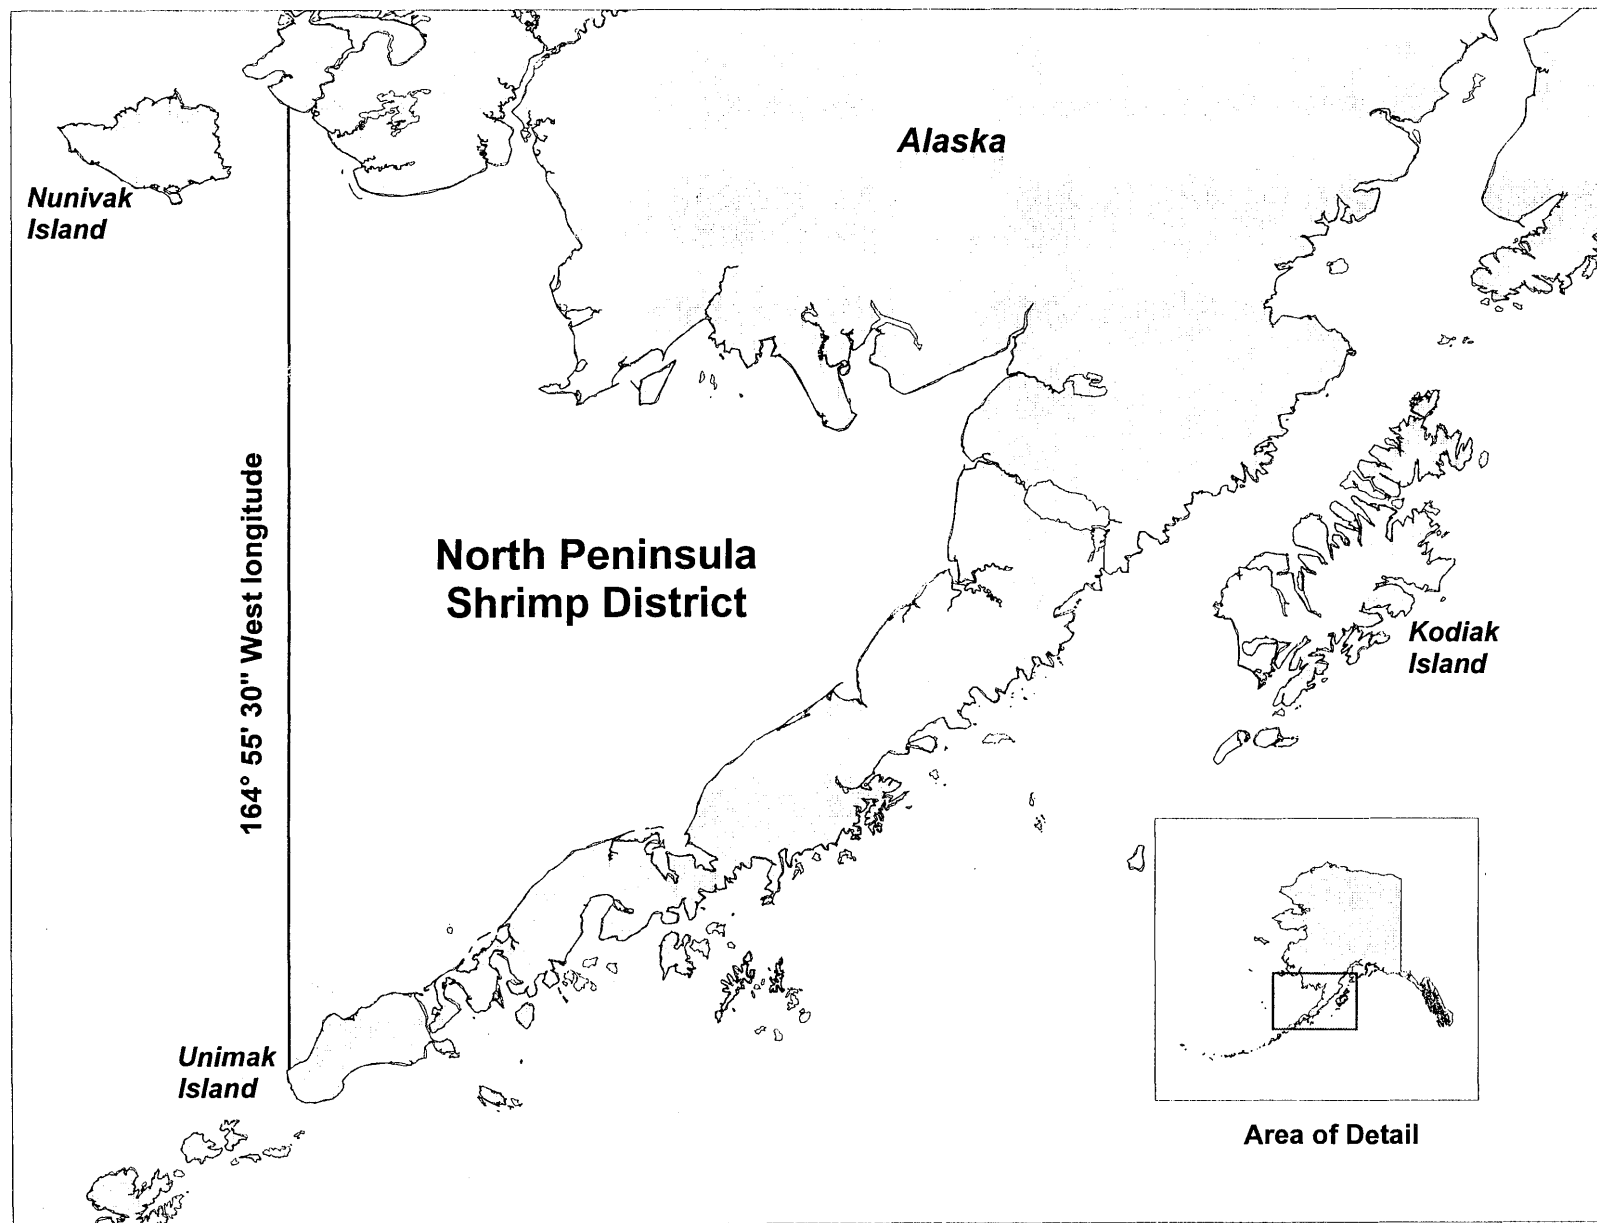 Alaska
Nunivak
Island
164° 55' 30" West longitude
North Peninsula
Shrimp District
Kodiak
Island
Unimak
Island
Area of Detail